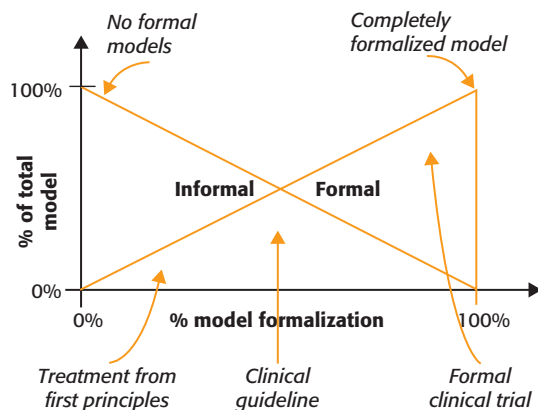 No formal
models
Completely
formalized model
100%
% of total
model
Informal
Formal
0%
0%
% model formalization
100%
Treatment from
first principles
Clinical
guideline
Formal
clinical trial